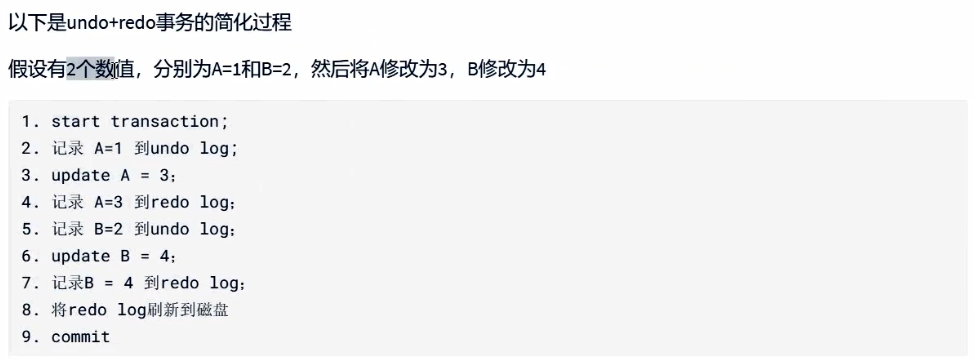 以下是undo+redo事务的简化过程
假设有2个数值，分别为A=1和B=2，然后将A修改为3，B修改为4
1. start transaction;
2. 记录 A=1 到undo log;
3. update A = 3;
4. 记录 A=3 到redo log;
5. 记录 B=2 到undo log;
6. update B = 4;
7. 记录B = 4 到redo log;
8. 将redo log刷新到磁盘
9. commit